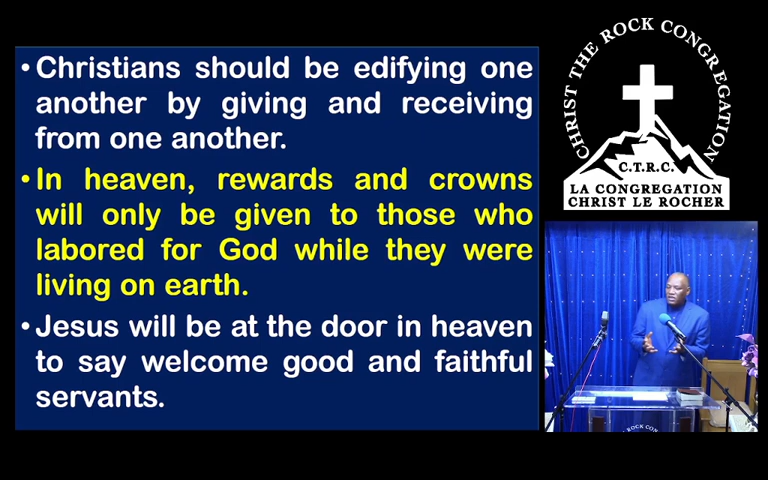 • Christians should be edifying one
another by giving and receiving
from one another.
• In heaven, rewards and crowns
will only be given to those who
labored for God while they were
living on earth.
• Jesus will be at the door in heaven
to say welcome good and faithful
servants.
CHRIST THE ROCK CONGREGATION
C.T.R.C.
LA CONGREGATION
CHRIST LE ROCHER